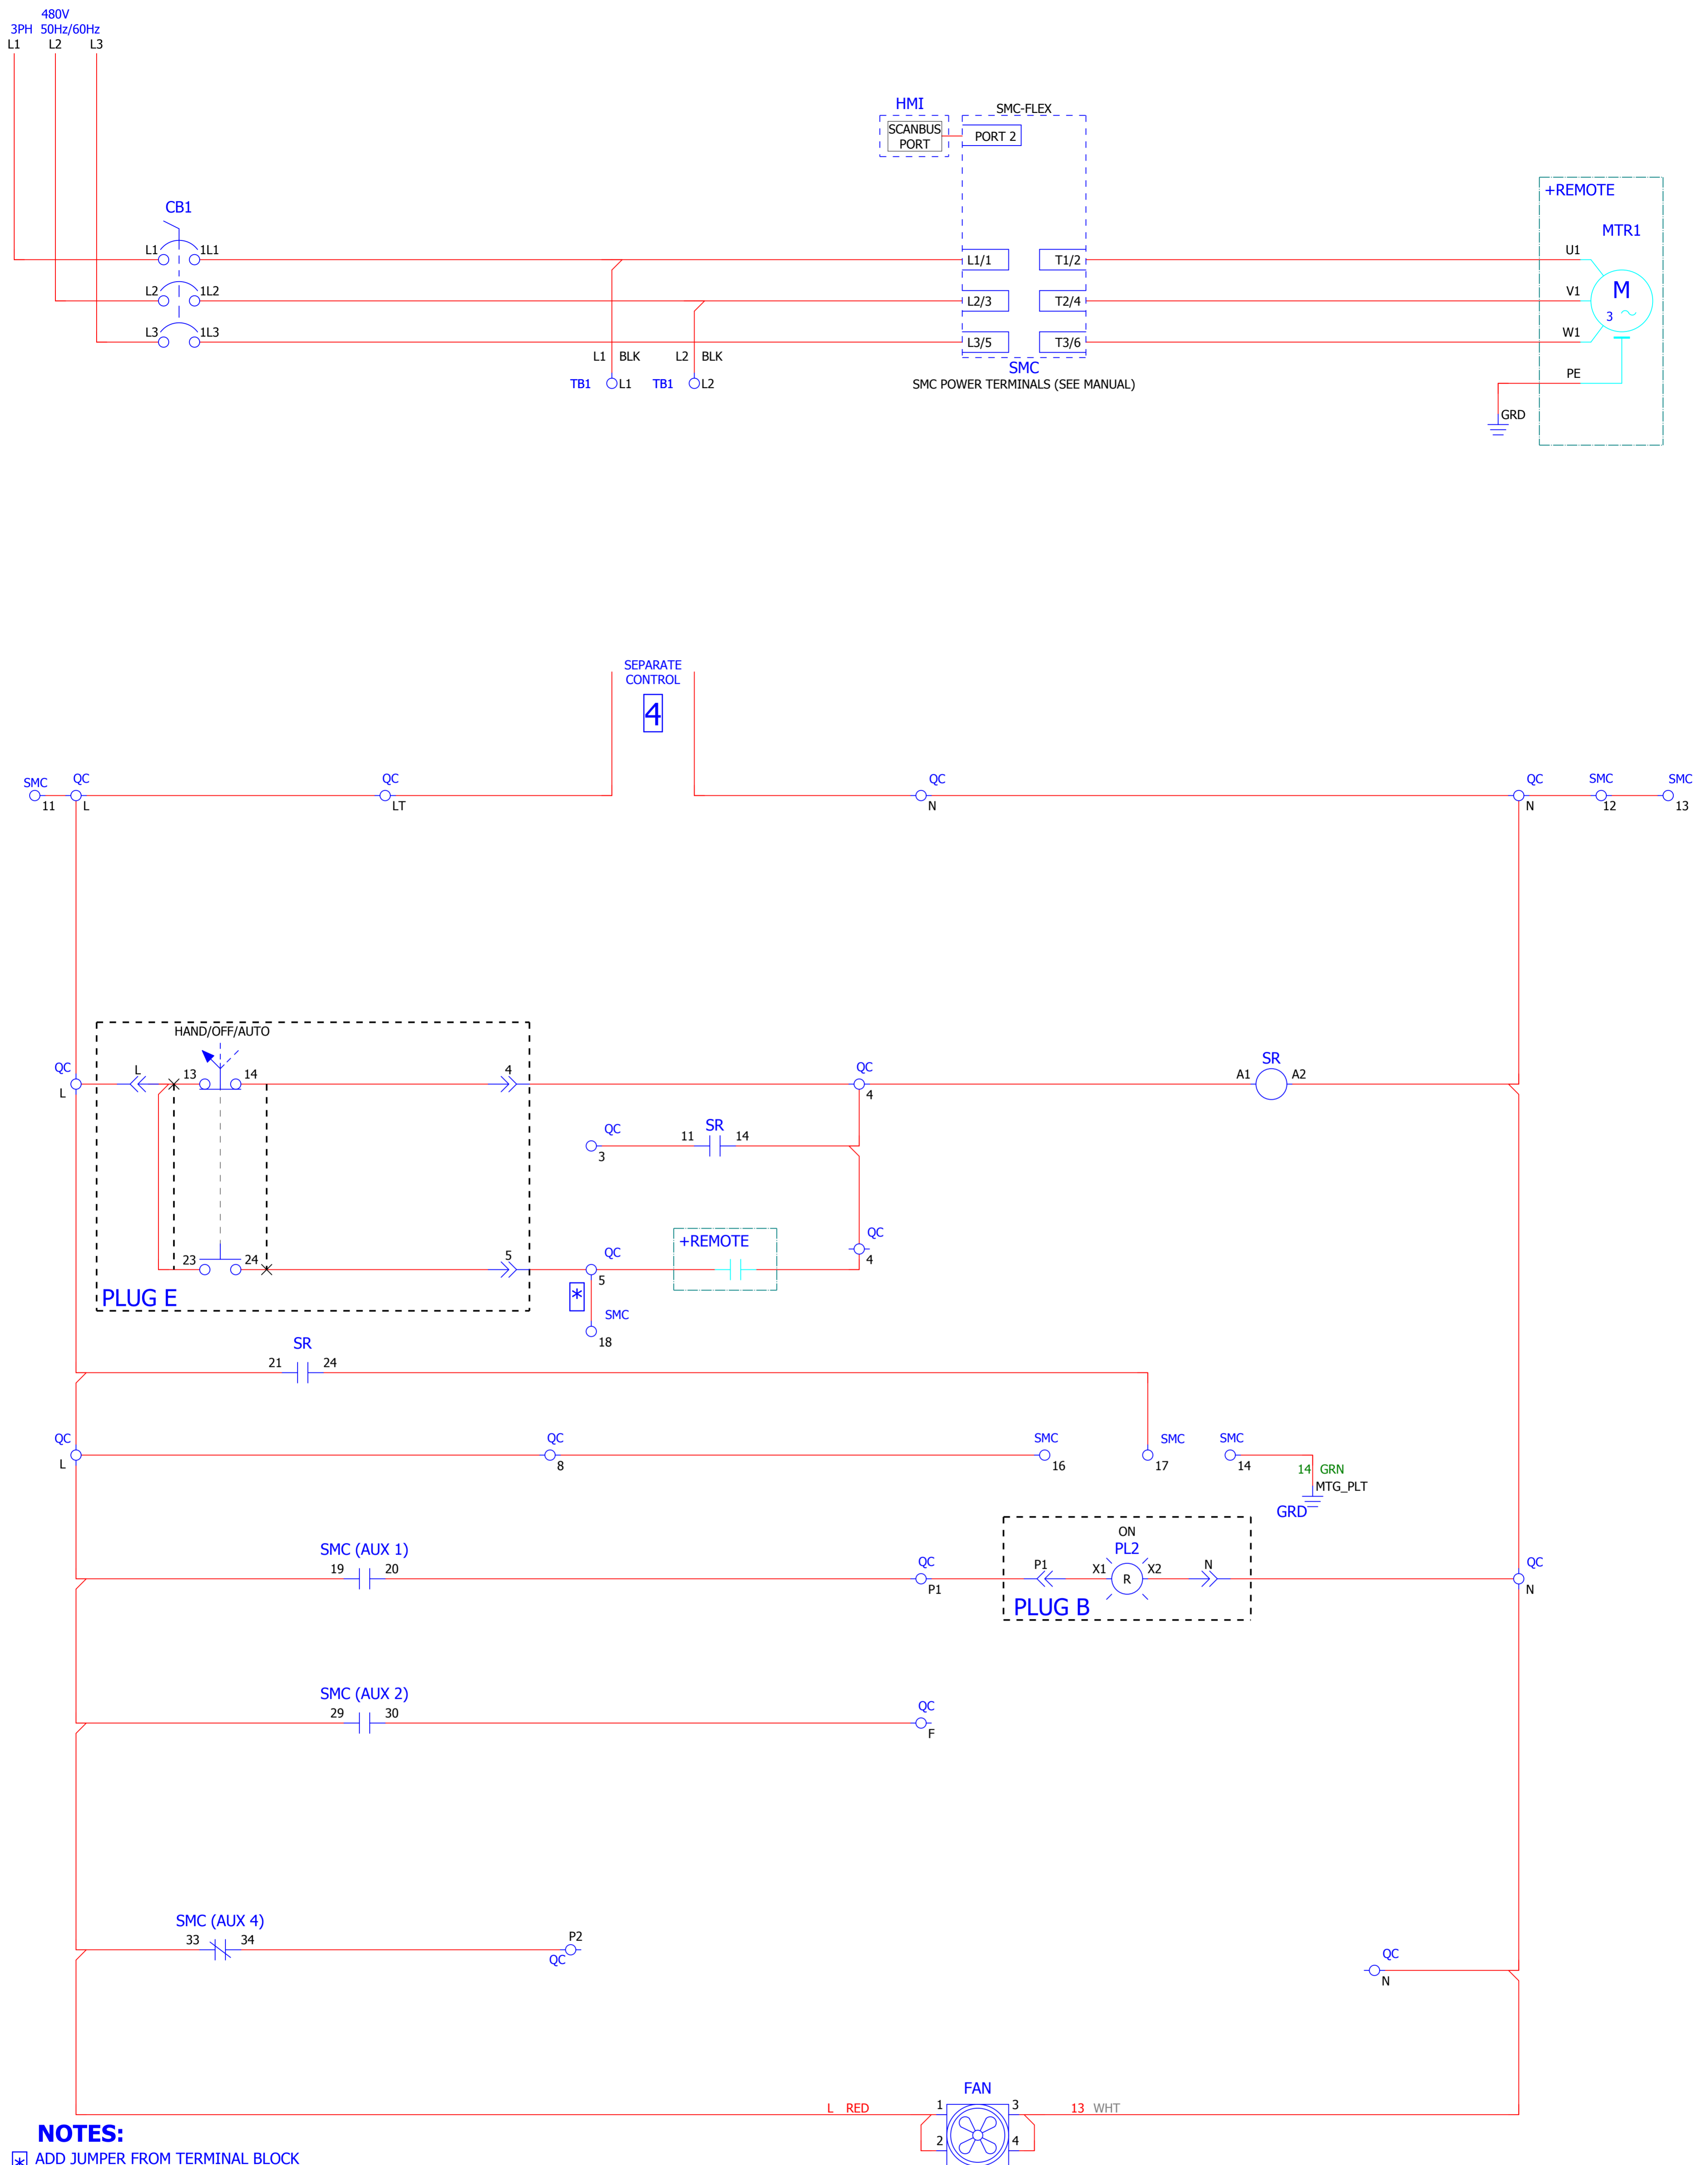 480V
3PH 50Hz/60Hz
L1 L2 L3
HMI
SCANBUS
PORT
SMC-FLEX
PORT 2
+REMOTE
CB1
MTR1
L1 1L1 L1/1 T1/2 U1
L2 1L2 L2/3 T2/4 V1
M
3
L3 1L3 L3/5 T3/6 W1
L1 BLK L2 BLK
SMC
PE
TB1 L1 TB1 L2
SMC POWER TERMINALS (SEE MANUAL)
GRD
SEPARATE
CONTROL
4
SMC QC QC QC QC SMC SMC
11 L LT N N 12 13
HAND/OFF/AUTO
QC L 13 14 4 QC SR
A1 A2
L 4
QC SR
11 14
3
QC
+REMOTE
4
23 24 5 QC
5
PLUG E
*
SMC
18
SR
21 24
QC QC SMC SMC SMC
L 8 16 17 14
14 GRN
MTG_PLT
GRD
ON
PL2
SMC (AUX 1)
19 20 QC P1 X1 R X2 N QC
P1 N
PLUG B
SMC (AUX 2)
29 30 QC
F
SMC (AUX 4)
33 34 P2
QC
QC
N
FAN
L RED 1 3 13 WHT
2 4
NOTES:
* ADD JUMPER FROM TERMINAL BLOCK